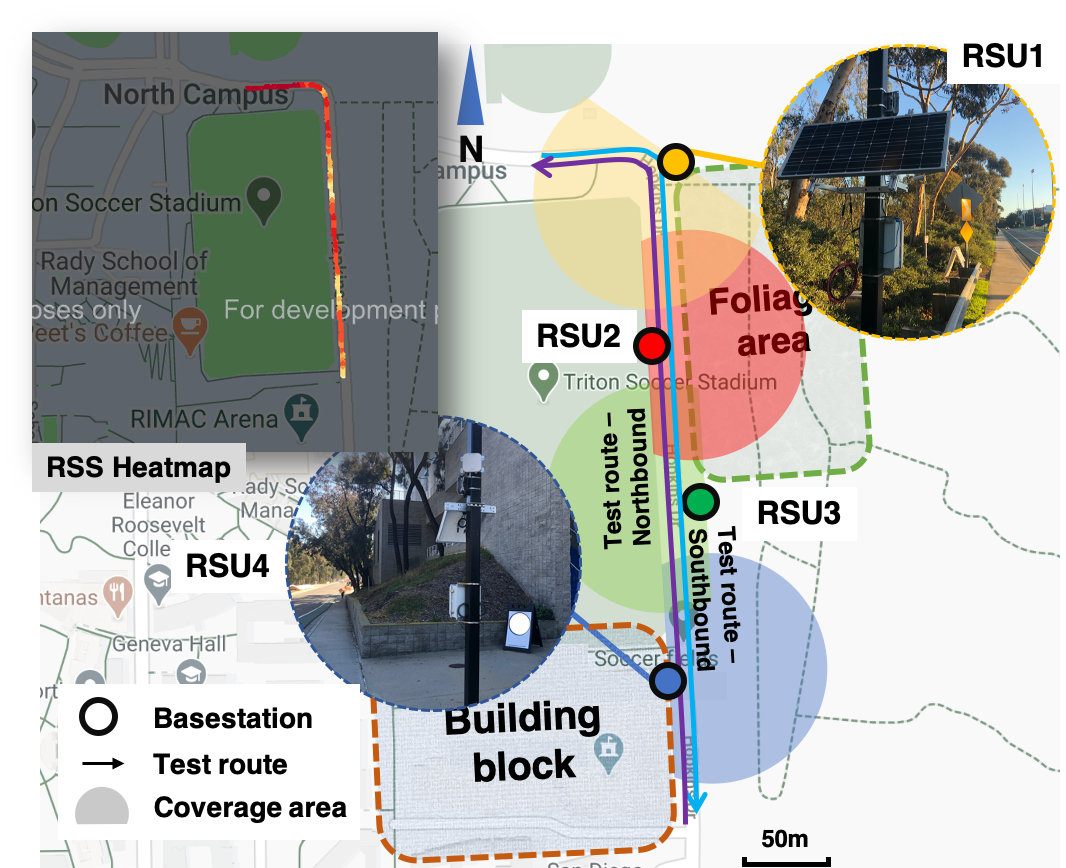 RSU1
North Campus
N
ampus
on Soccer Stadium
Rady School of
Management
oses only
For development p
eet's Coffee
RIMAC Arena
RSS Heatmap
Foliag
area
RSU2
Triton Soccer Stadium
Test route –
Northbound
RSU3
Test route –
Southbound
Rady So
Mana
Eleanor
Roosevelt
Colle
RSU4
ntanas
Geneva Hall
ort
Soccer fields
Building
block
Basestation
Test route
Coverage area
50m
San Diego